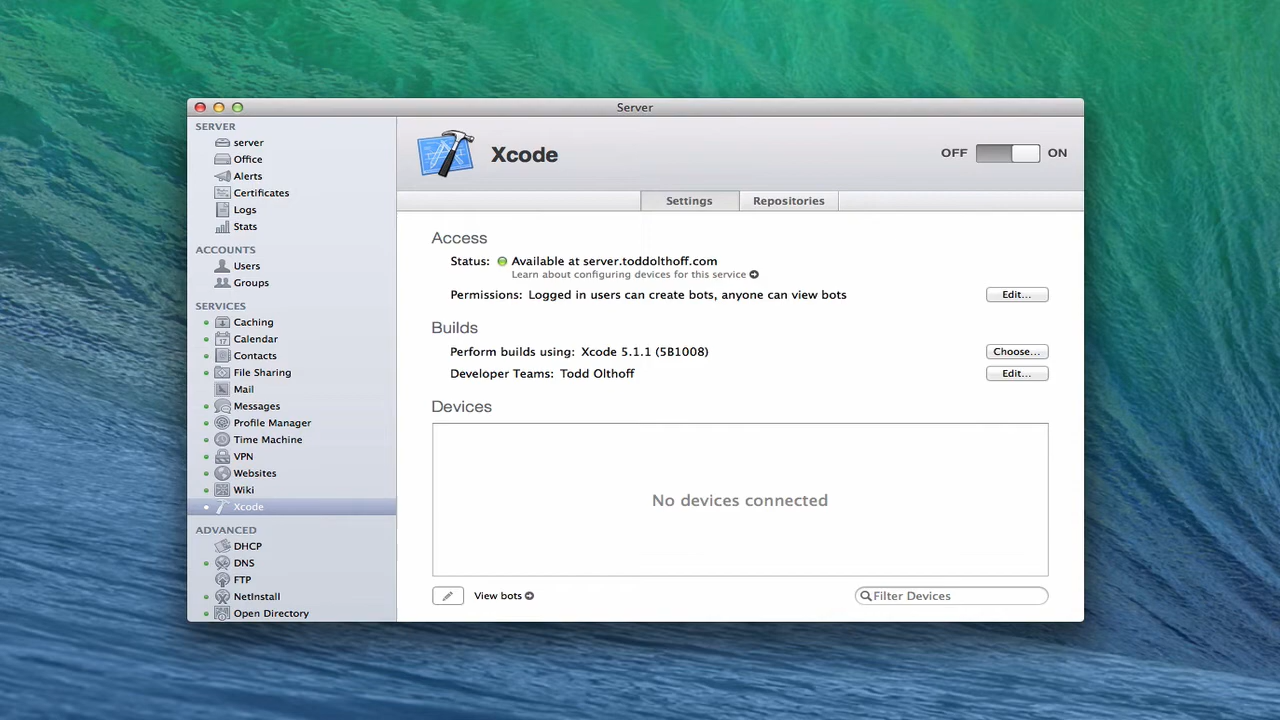 Server
SERVER
server
Office
Alerts
Certificates
Logs
Stats
ACCOUNTS
Users
Groups
SERVICES
Caching
17 Calendar
Contacts
File Sharing
Mail
Messages
Profile Manager
Time Machine
VPN
Websites
Wiki
Xcode
ADVANCED
DHCP
DNS
FTP
NetInstall
Open Directory
Xcode
OFF ON
Settings Repositories
Access
Status: Available at server.toddolthoff.com
Learn about configuring devices for this service
Permissions: Logged in users can create bots, anyone can view bots Edit...
Builds
Perform builds using: Xcode 5.1.1 (5B1008) Choose...
Developer Teams: Todd Olthoff Edit...
Devices
No devices connected
View bots Filter Devices